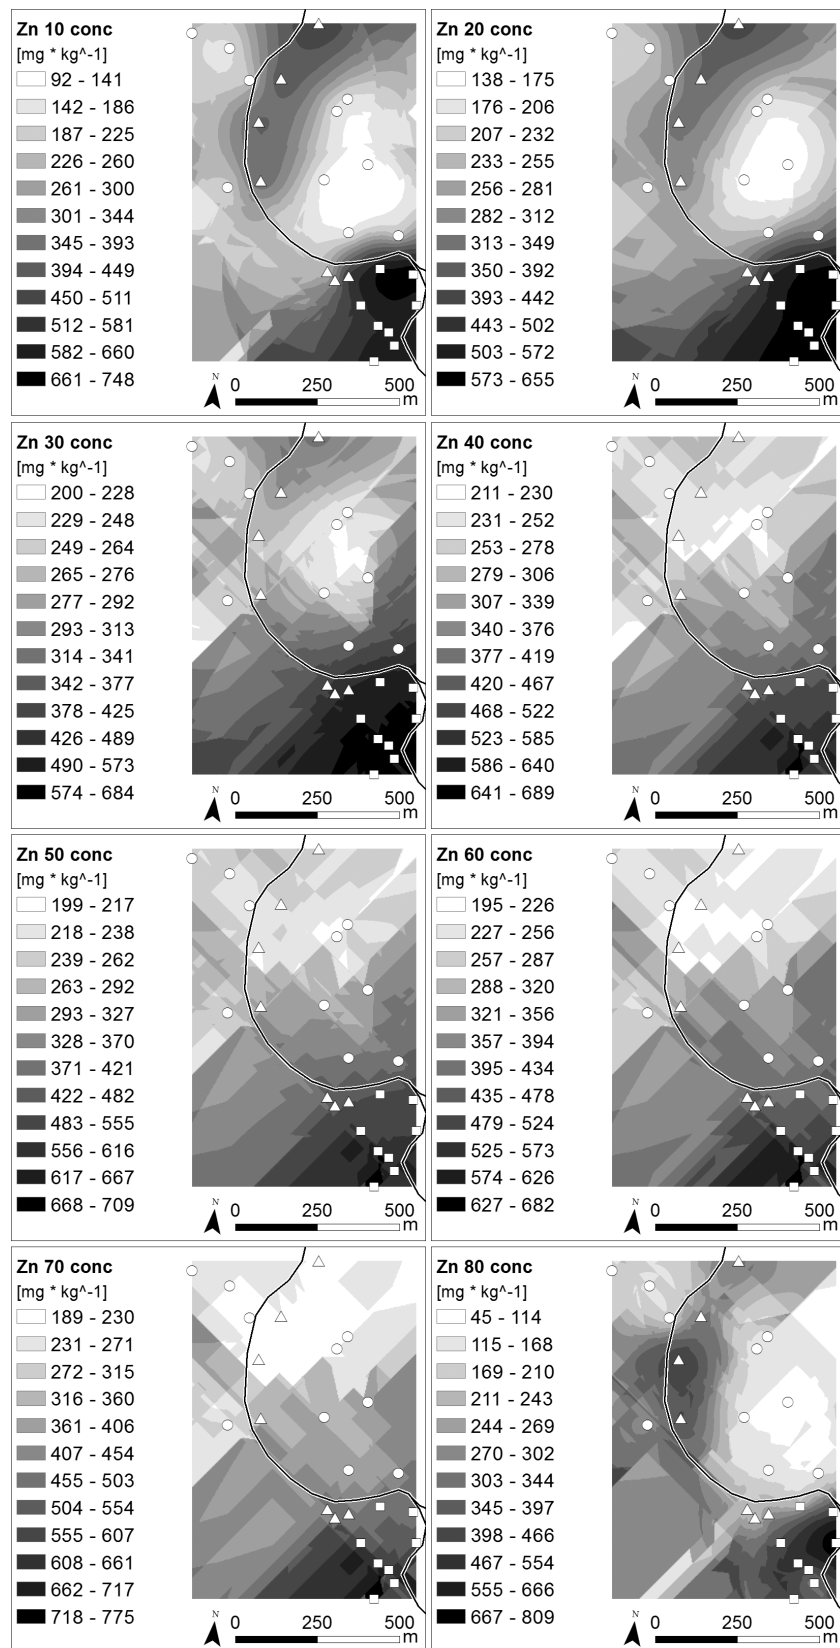 Zn 10 conc
[mg * kg^-1]
92 - 141
142 - 186
187 - 225
226 - 260
261 - 300
301 - 344
345 - 393
394 - 449
450 - 511
512 - 581
582 - 660
661 - 748
N
0 250 500
m
Zn 20 conc
[mg * kg^-1]
138 - 175
176 - 206
207 - 232
233 - 255
256 - 281
282 - 312
313 - 349
350 - 392
393 - 442
443 - 502
503 - 572
573 - 655
N
0 250 500
m
Zn 30 conc
[mg * kg^-1]
200 - 228
229 - 248
249 - 264
265 - 276
277 - 292
293 - 313
314 - 341
342 - 377
378 - 425
426 - 489
490 - 573
574 - 684
N
0 250 500
m
Zn 40 conc
[mg * kg^-1]
211 - 230
231 - 252
253 - 278
279 - 306
307 - 339
340 - 376
377 - 419
420 - 467
468 - 522
523 - 585
586 - 640
641 - 689
N
0 250 500
m
Zn 50 conc
[mg * kg^-1]
199 - 217
218 - 238
239 - 262
263 - 292
293 - 327
328 - 370
371 - 421
422 - 482
483 - 555
556 - 616
617 - 667
668 - 709
N
0 250 500
m
Zn 60 conc
[mg * kg^-1]
195 - 226
227 - 256
257 - 287
288 - 320
321 - 356
357 - 394
395 - 434
435 - 478
479 - 524
525 - 573
574 - 626
627 - 682
N
0 250 500
m
Zn 70 conc
[mg * kg^-1]
189 - 230
231 - 271
272 - 315
316 - 360
361 - 406
407 - 454
455 - 503
504 - 554
555 - 607
608 - 661
662 - 717
718 - 775
N
0 250 500
m
Zn 80 conc
[mg * kg^-1]
45 - 114
115 - 168
169 - 210
211 - 243
244 - 269
270 - 302
303 - 344
345 - 397
398 - 466
467 - 554
555 - 666
667 - 809
N
0 250 500
m